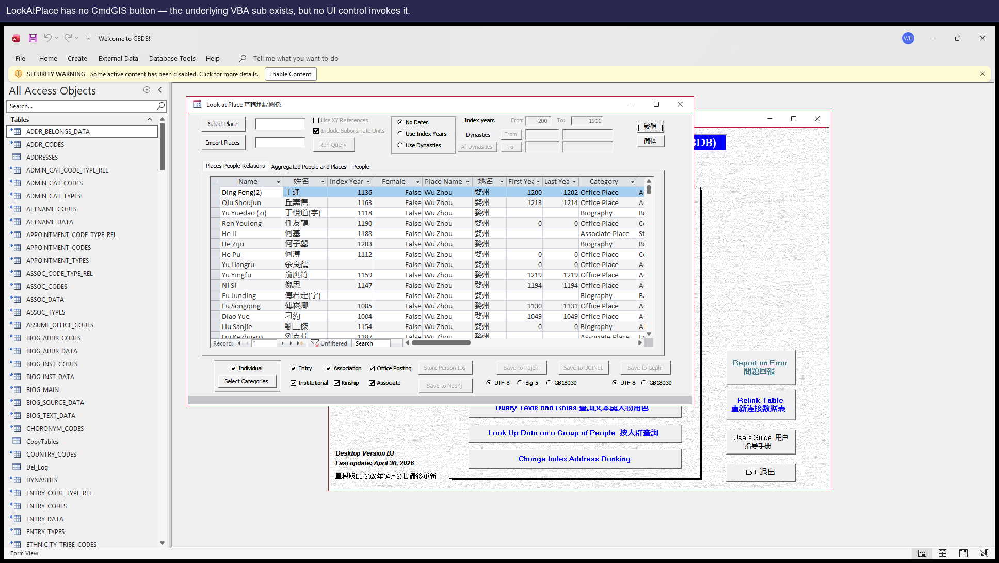 LookAtPlace has no CmdGIS button — the underlying VBA sub exists, but no UI control invokes it.
Welcome to CBDB!
WH
File Home Create External Data Database Tools Help Tell me what you want to do
SECURITY WARNING Some active content has been disabled. Click for more details. Enable Content
All Access Objects
Search...
Tables
ADDR_BELONGS_DATA
ADDR_CODES
ADDRESSES
ADMIN_CAT_CODE_TYPE_REL
ADMIN_CAT_CODES
ADMIN_CAT_TYPES
ALTNAME_CODES
ALTNAME_DATA
APPOINTMENT_CODE_TYPE_REL
APPOINTMENT_CODES
APPOINTMENT_TYPES
ASSOC_CODE_TYPE_REL
ASSOC_CODES
ASSOC_DATA
ASSOC_TYPES
ASSUME_OFFICE_CODES
BIOG_ADDR_CODES
BIOG_ADDR_DATA
BIOG_INST_CODES
BIOG_INST_DATA
BIOG_MAIN
BIOG_SOURCE_DATA
BIOG_TEXT_DATA
CHORONYM_CODES
CopyTables
COUNTRY_CODES
Del_Log
DYNASTIES
ENTRY_CODE_TYPE_REL
ENTRY_CODES
ENTRY_DATA
ENTRY_TYPES
ETHNICITY_TRIBE_CODES
Form View
Look at Place 查詢地區關係
Select Place
Import Places
Use XY References
Include Subordinate Units
Run Query
No Dates
Use Index Years
Use Dynasties
Index years From -200 To: 1911
Dynasties From
All Dynasties To
繁體
简体
Places-People-Relations Aggregated People and Places People
Name 姓名 Index Year Female Place Name 地名 First Yea Last Yea Category
Ding Feng(2) 丁逢 1136 False Wu Zhou 婺州 1200 1202 Office Place A
Qiu Shoujun 丘壽雋 1163 False Wu Zhou 婺州 1213 1214 Office Place A
Yu Yuedao (zi) 于悅道(字) 1118 False Wu Zhou 婺州 Biography Ba
Ren Youlong 任友龍 1190 False Wu Zhou 婺州 0 0 Office Place Co
He Ji 何基 1188 False Wu Zhou 婺州 Associate Place St
He Ziju 何子舉 1203 False Wu Zhou 婺州 Biography Ba
He Pu 何溥 1112 False Wu Zhou 婺州 0 0 Office Place Co
Yu Liangru 余良孺 False Wu Zhou 婺州 0 0 Office Place A
Yu Yingfu 俞應符 1159 False Wu Zhou 婺州 1219 1219 Office Place A
Ni Si 倪思 1147 False Wu Zhou 婺州 1194 1194 Office Place A
Fu Junding 傅君定(字) False Wu Zhou 婺州 Biography Ba
Fu Songqing 傅崧卿 1085 False Wu Zhou 婺州 1130 1131 Office Place A
Diao Yue 刁約 1004 False Wu Zhou 婺州 1049 1049 Office Place A
Liu Sanjie 劉三傑 1154 False Wu Zhou 婺州 0 0 Biography Al
Liu Kezhuang 劉克莊 1187 False Wu Zhou 婺州 Associate Place
Record: 1 Unfiltered Search
Individual
Select Categories
Entry Association Office Posting
Institutional Kinship Associate
Store Person IDs Save to Pajek Save to UCINet Save to Gephi
Save to Neo4j
UTF-8 Big-5 GB18030 UTF-8 GB18030
BDB)
Query Texts and Roles 查詢文本與人物角色
Look Up Data on a Group of People 按人群查詢
Change Index Address Ranking
Desktop Version BJ
Last update: April 30, 2026
單機版BI 2026年04月23日最後更新
Report an Error
問題回報
Relink Table
重新连接数据表
Users Guide 用户
指导手册
Exit 退出